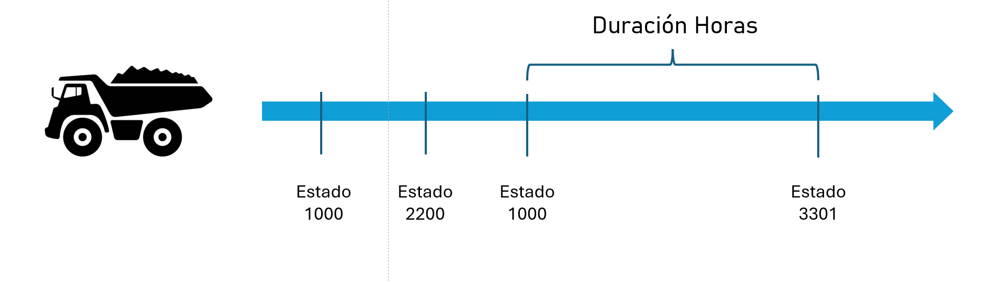 Duración Horas
Estado
1000
Estado
2200
Estado
1000
Estado
3301